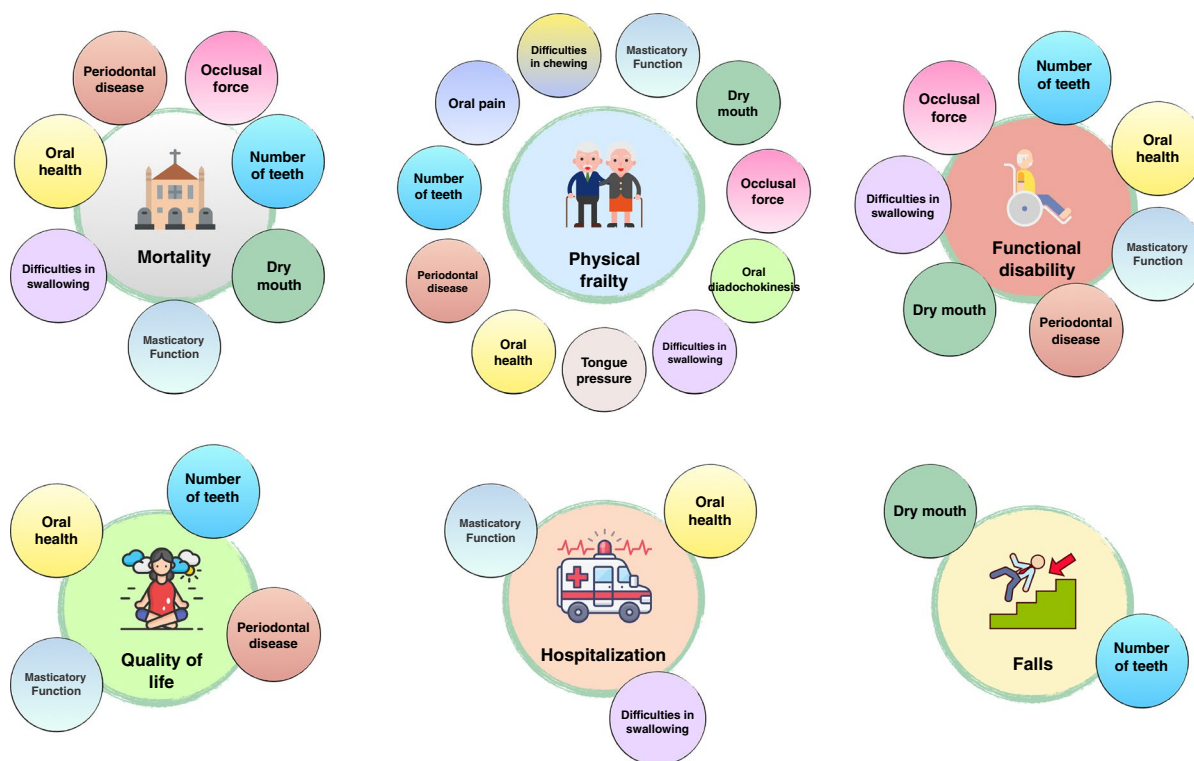 Periodontal
disease
Occlusal
force
Oral
health
Number
of teeth
Mortality
Difficulties in
swallowing
Dry
mouth
Masticatory
Function
Difficulties
in chewing
Masticatory
Function
Oral pain
Dry
mouth
Number
of teeth
Occlusal
force
Physical
frailty
Periodontal
disease
Oral
diadochokinesis
Oral
health
Tongue
pressure
Difficulties in
swallowing
Number
of teeth
Occlusal
force
Oral
health
Difficulties in
swallowing
Functional
disability
Masticatory
Function
Dry mouth
Periodontal
disease
Number
of teeth
Oral
health
Periodontal
disease
Quality of
life
Masticatory
Function
Masticatory
Function
Oral
health
Hospitalization
Difficulties in
swallowing
Dry mouth
Falls
Number
of teeth